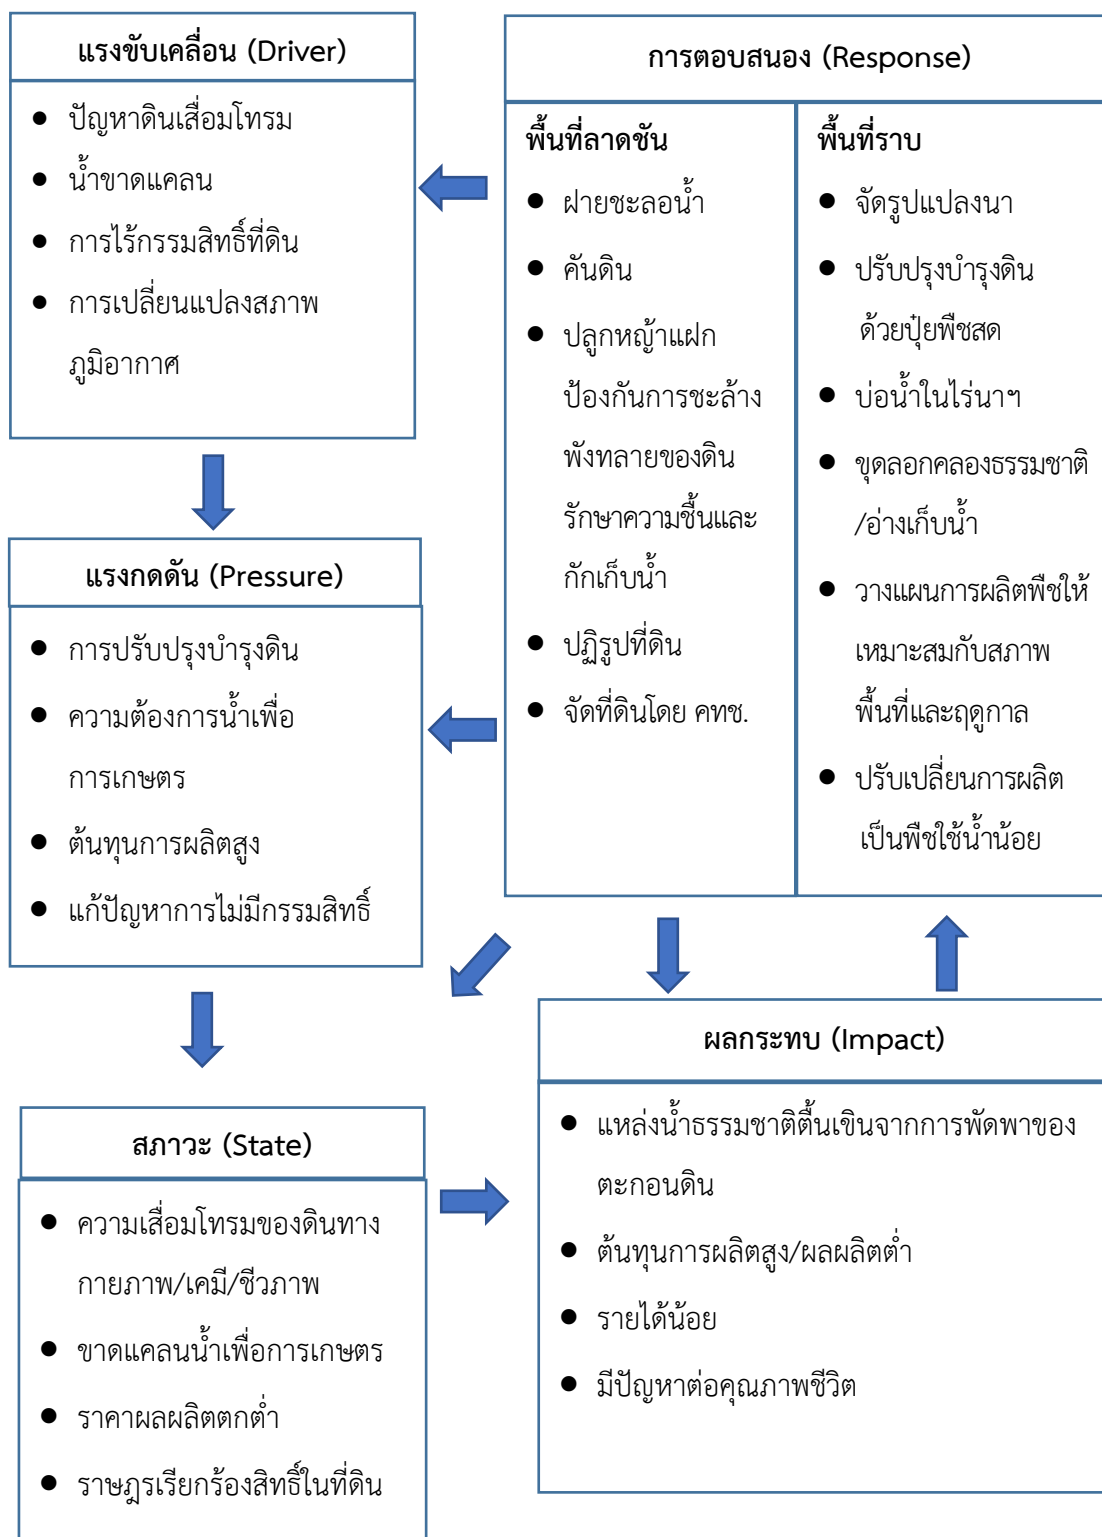 แรงขับเคลื่อน (Driver)
● ปัญหาดินเสื่อมโทรม
● น้ำขาดแคลน
● การไร้กรรมสิทธิ์ที่ดิน
● การเปลี่ยนแปลงสภาพ
ภูมิอากาศ
การตอบสนอง (Response)
พื้นที่ลาดชัน
● ฝายชะลอน้ำ
● คันดิน
● ปลูกหญ้าแฝก
ป้องกันการชะล้าง
พังทลายของดิน
รักษาความชื้นและ
กักเก็บน้ำ
● ปฏิรูปที่ดิน
● จัดที่ดินโดย คทช.
พื้นที่ราบ
● จัดรูปแปลงนา
● ปรับปรุงบำรุงดิน
ด้วยปุ๋ยพืชสด
● บ่อน้ำในไร่นาฯ
● ขุดลอกคลองธรรมชาติ
/อ่างเก็บน้ำ
● วางแผนการผลิตพืชให้
เหมาะสมกับสภาพ
พื้นที่และฤดูกาล
● ปรับเปลี่ยนการผลิต
เป็นพืชใช้น้ำน้อย
แรงกดดัน (Pressure)
● การปรับปรุงบำรุงดิน
● ความต้องการน้ำเพื่อ
การเกษตร
● ต้นทุนการผลิตสูง
● แก้ปัญหาการไม่มีกรรมสิทธิ์
สภาวะ (State)
● ความเสื่อมโทรมของดินทาง
กายภาพ/เคมี/ชีวภาพ
● ขาดแคลนน้ำเพื่อการเกษตร
● ราคาผลผลิตตกต่ำ
● ราษฎรเรียกร้องสิทธิ์ในที่ดิน
ผลกระทบ (Impact)
● แหล่งน้ำธรรมชาติตื้นเขินจากการพัดพาของ
ตะกอนดิน
● ต้นทุนการผลิตสูง/ผลผลิตต่ำ
● รายได้น้อย
● มีปัญหาต่อคุณภาพชีวิต